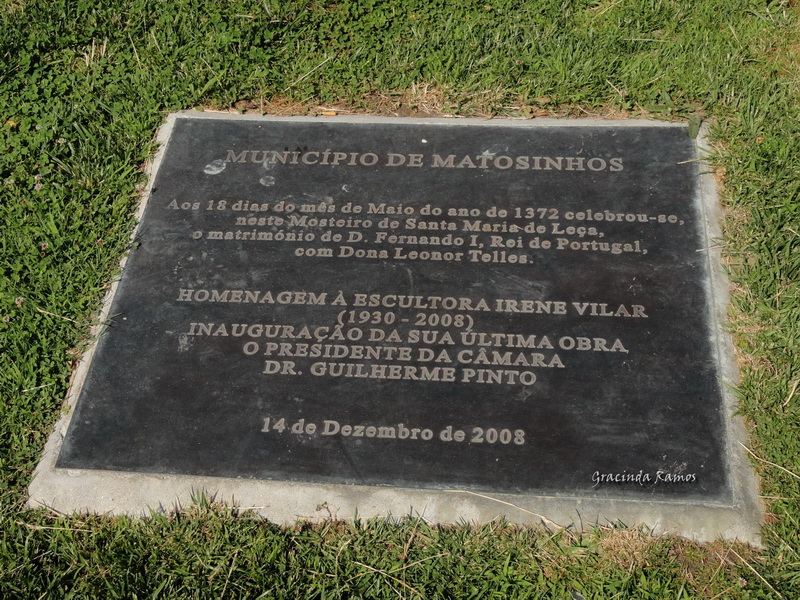 MUNICÍPIO DE MATOSINHOS
Aos 18 dias do mês de Maio do ano de 1372 celebrou-se,
neste Mosteiro de Santa Maria de Leça,
o matrimónio de D. Fernando I, Rei de Portugal,
com Dona Leonor Telles.
HOMENAGEM À ESCULTORA IRENE VILAR
(1930 - 2008)
INAUGURAÇÃO DA SUA ÚLTIMA OBRA
O PRESIDENTE DA CÂMARA
DR. GUILHERME PINTO
14 de Dezembro de 2008
Gracinda Ramos